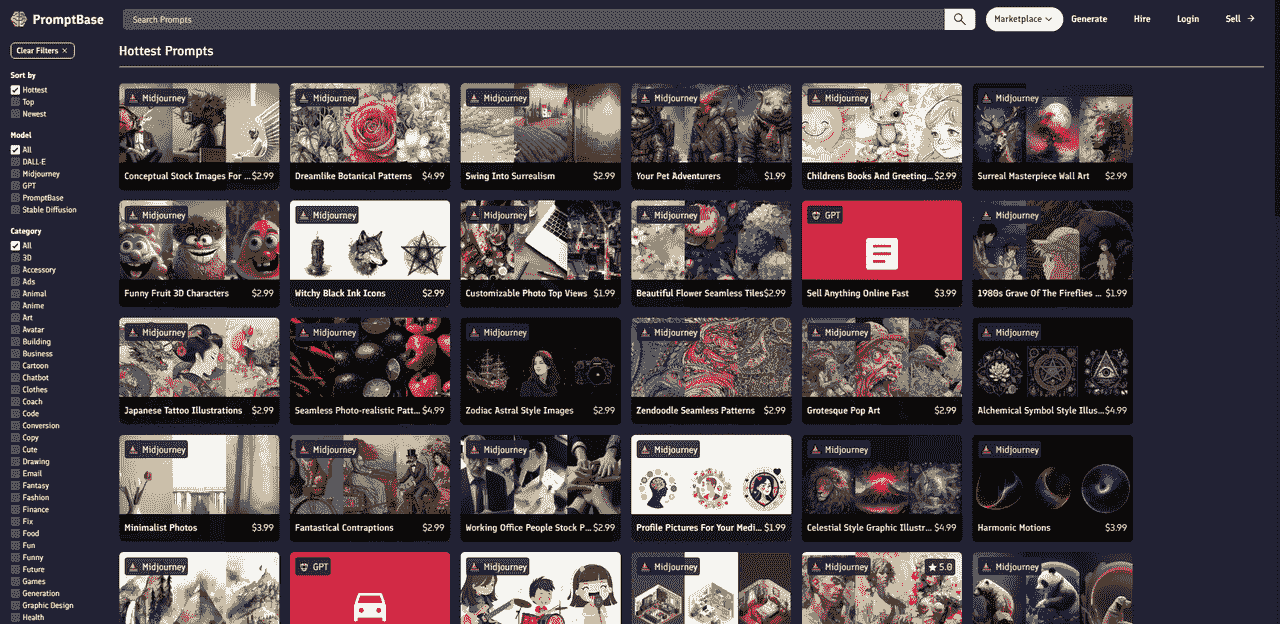 PromptBase
Search Prompts
Marketplace
Generate
Hire
Login
Sell →
Clear Filters ×
Sort by
Hottest
Top
Newest
Model
All
DALL-E
Midjourney
GPT
PromptBase
Stable Diffusion
Category
All
3D
Accessory
Ads
Animal
Anime
Art
Avatar
Building
Business
Cartoon
Chatbot
Clothes
Coach
Code
Conversion
Copy
Cute
Drawing
Email
Fantasy
Fashion
Finance
Fix
Food
Fun
Funny
Future
Games
Generation
Graphic Design
Health
Hottest Prompts
Midjourney
Conceptual Stock Images For ... $2.99
Midjourney
Dreamlike Botanical Patterns $4.99
Midjourney
Swing Into Surrealism $2.99
Midjourney
Your Pet Adventurers $1.99
Midjourney
Childrens Books And Greeting... $2.99
Midjourney
Surreal Masterpiece Wall Art $2.99
Midjourney
Funny Fruit 3D Characters $2.99
Midjourney
Witchy Black Ink Icons $2.99
Midjourney
Customizable Photo Top Views $1.99
Midjourney
Beautiful Flower Seamless Tiles $2.99
GPT
Sell Anything Online Fast $3.99
Midjourney
1980s Grave Of The Fireflies ... $1.99
Midjourney
Japanese Tattoo Illustrations $2.99
Midjourney
Seamless Photo-realistic Patt... $4.99
Midjourney
Zodiac Astral Style Images $2.99
Midjourney
Zendoodle Seamless Patterns $2.99
Midjourney
Grotesque Pop Art $2.99
Midjourney
Alchemical Symbol Style Illus... $4.99
Midjourney
Minimalist Photos $3.99
Midjourney
Fantastical Contraptions $2.99
Midjourney
Working Office People Stock P... $2.99
Midjourney
Profile Pictures For Your Medi... $1.99
Midjourney
Celestial Style Graphic Illustr... $4.99
Midjourney
Harmonic Motions $3.99
Midjourney
GPT
Midjourney
Midjourney
Midjourney
★ 5.0
Midjourney